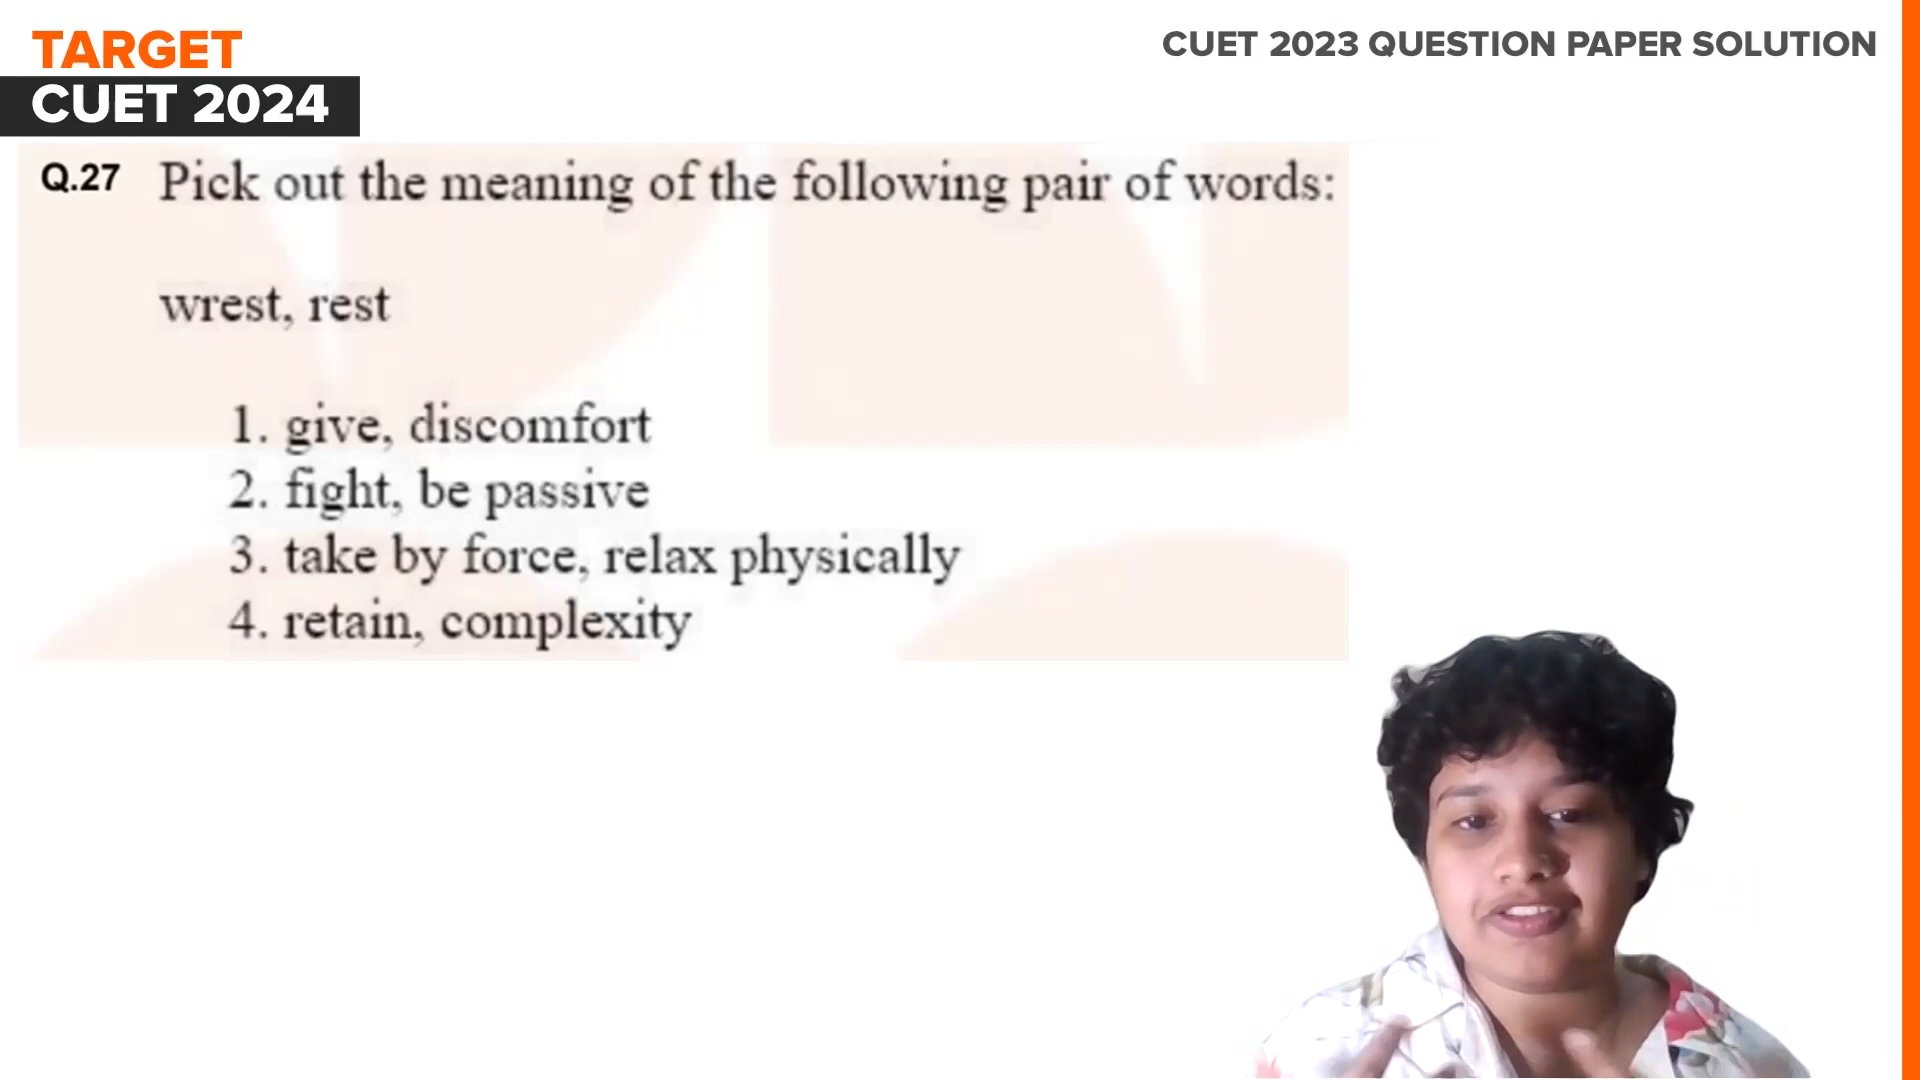 TARGET
CUET 2024
CUET 2023 QUESTION PAPER SOLUTION
Q.27 Pick out the meaning of the following pair of words:
wrest, rest
1. give, discomfort
2. fight, be passive
3. take by force, relax physically
4. retain, complexity